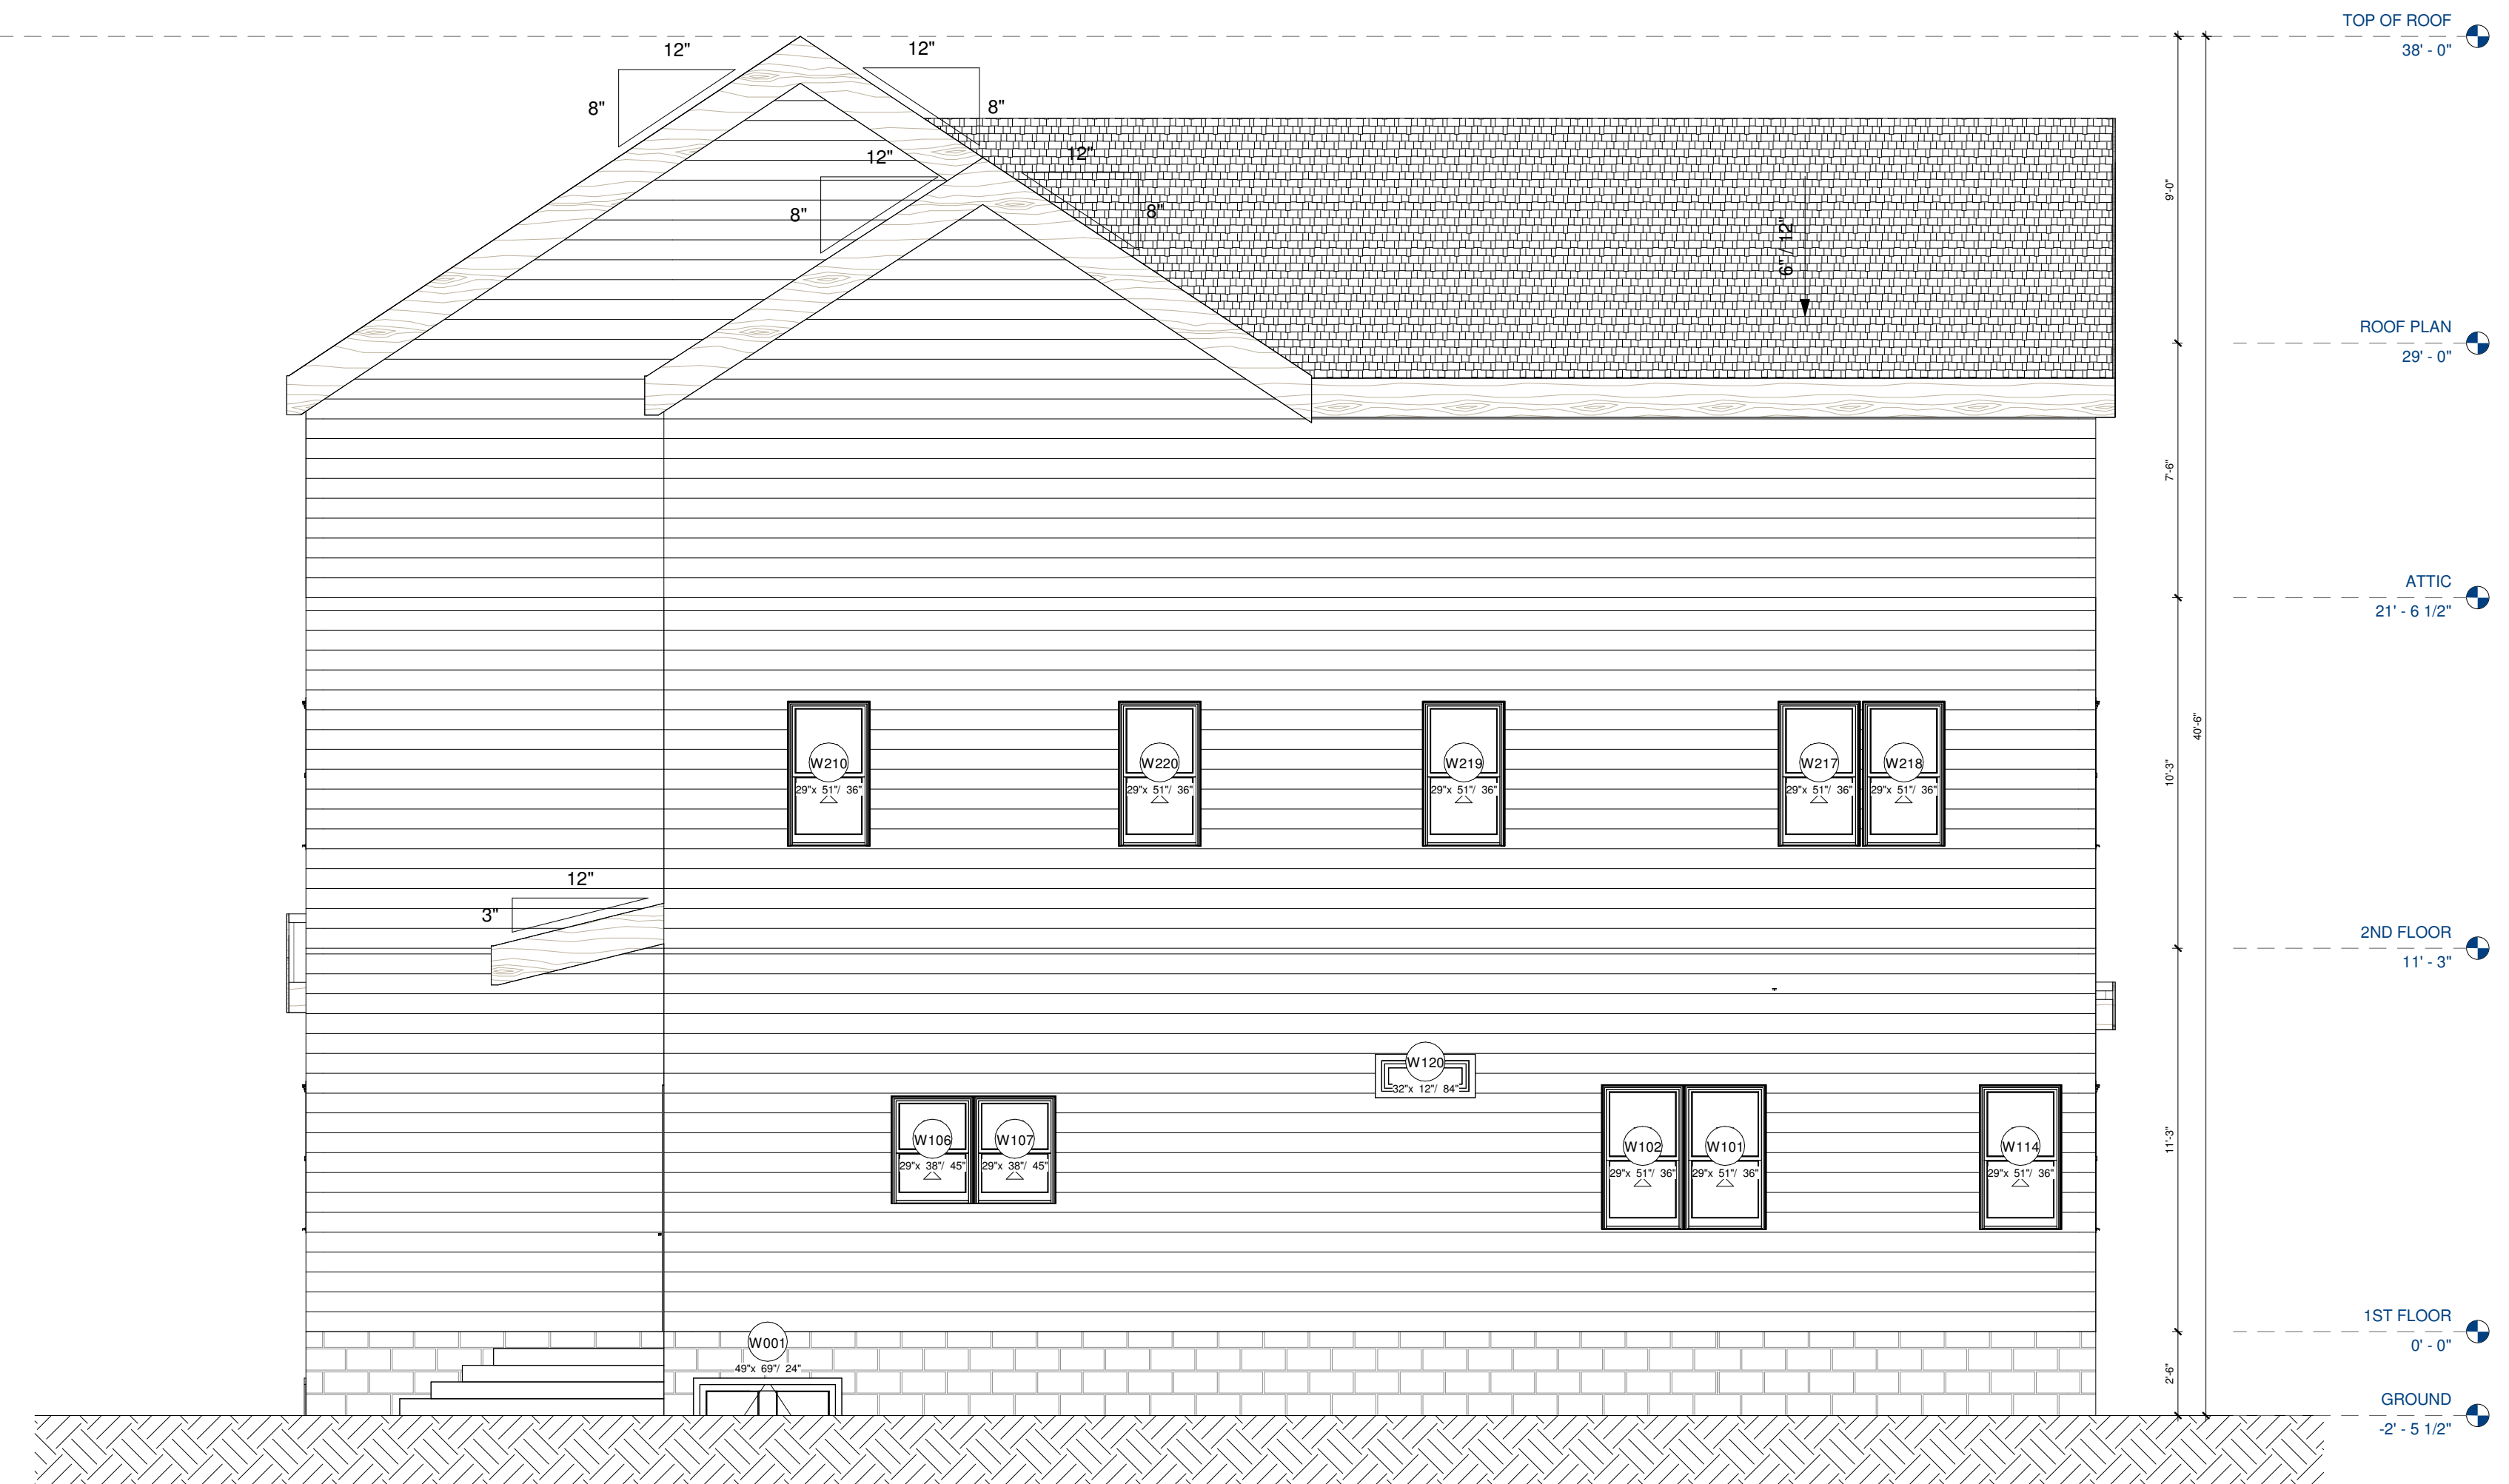 TOP OF ROOF
38' - 0"
12"
12"
8"
8"
12"
12"
8"
8"
6" / 12"
9'-0"
ROOF PLAN
29' - 0"
7'-6"
ATTIC
21' - 6 1/2"
40'-6"
W210
29"x 51"/ 36"
W220
29"x 51"/ 36"
W219
29"x 51"/ 36"
W217
29"x 51"/ 36"
W218
29"x 51"/ 36"
10'-3"
12"
3"
2ND FLOOR
11' - 3"
W120
32"x 12"/ 84"
W106
29"x 38"/ 45"
W107
29"x 38"/ 45"
W102
29"x 51"/ 36"
W101
29"x 51"/ 36"
W114
29"x 51"/ 36"
11'-3"
1ST FLOOR
0' - 0"
W001
49"x 69"/ 24"
2'-6"
GROUND
-2' - 5 1/2"